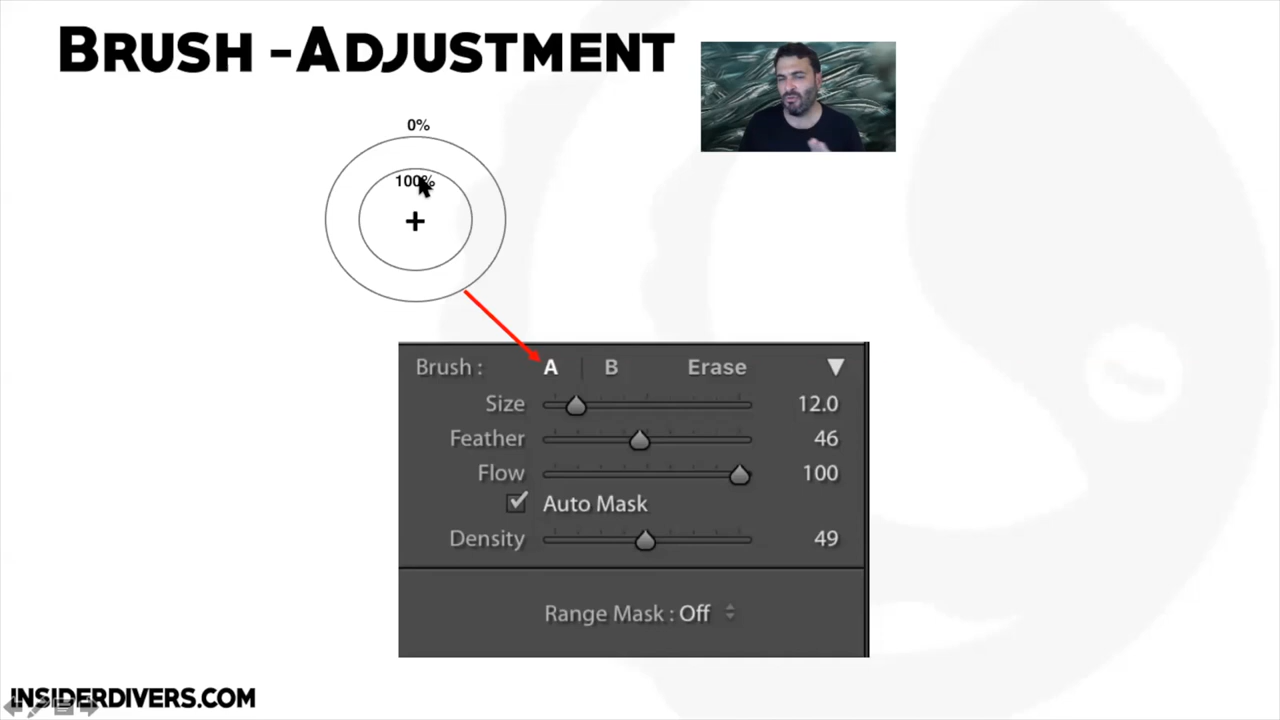 BRUSH -ADJUSTMENT
0%
100%
Brush : A B Erase
Size 12.0
Feather 46
Flow 100
Auto Mask
Density 49
Range Mask : Off
INSIDERDIVERS.COM